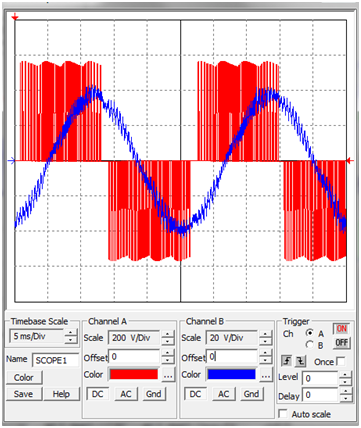 Timebase Scale
5 ms/Div
Name SCOPE1
Color
Save Help
Channel A
Scale 200 V/Div
Offset 0
Color ...
DC AC Gnd
Channel B
Scale 20 V/Div
Offset 0
Color ...
DC AC Gnd
Trigger
Ch A ON
B OFF
Once
Level 0
Delay 0
Auto scale